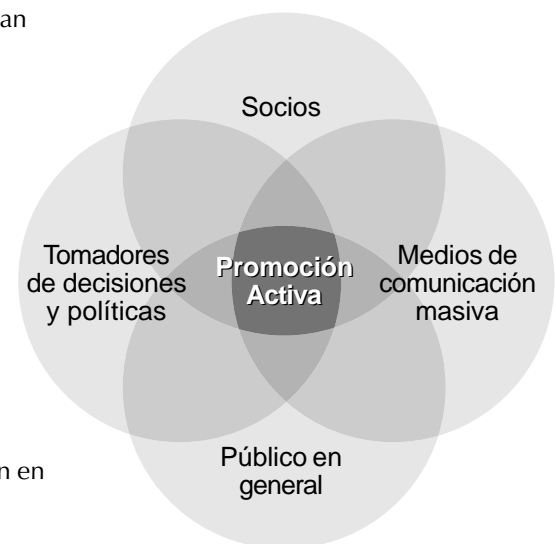 an
Socios
Tomadores
de decisiones
y políticas
Promoción
Activa
Medios de
comunicación
masiva
Público en
general
n en